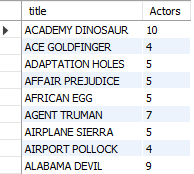 title Actors
ACADEMY DINOSAUR 10
ACE GOLDFINGER 4
ADAPTATION HOLES 5
AFFAIR PREJUDICE 5
AFRICAN EGG 5
AGENT TRUMAN 7
AIRPLANE SIERRA 5
AIRPORT POLLOCK 4
ALABAMA DEVIL 9